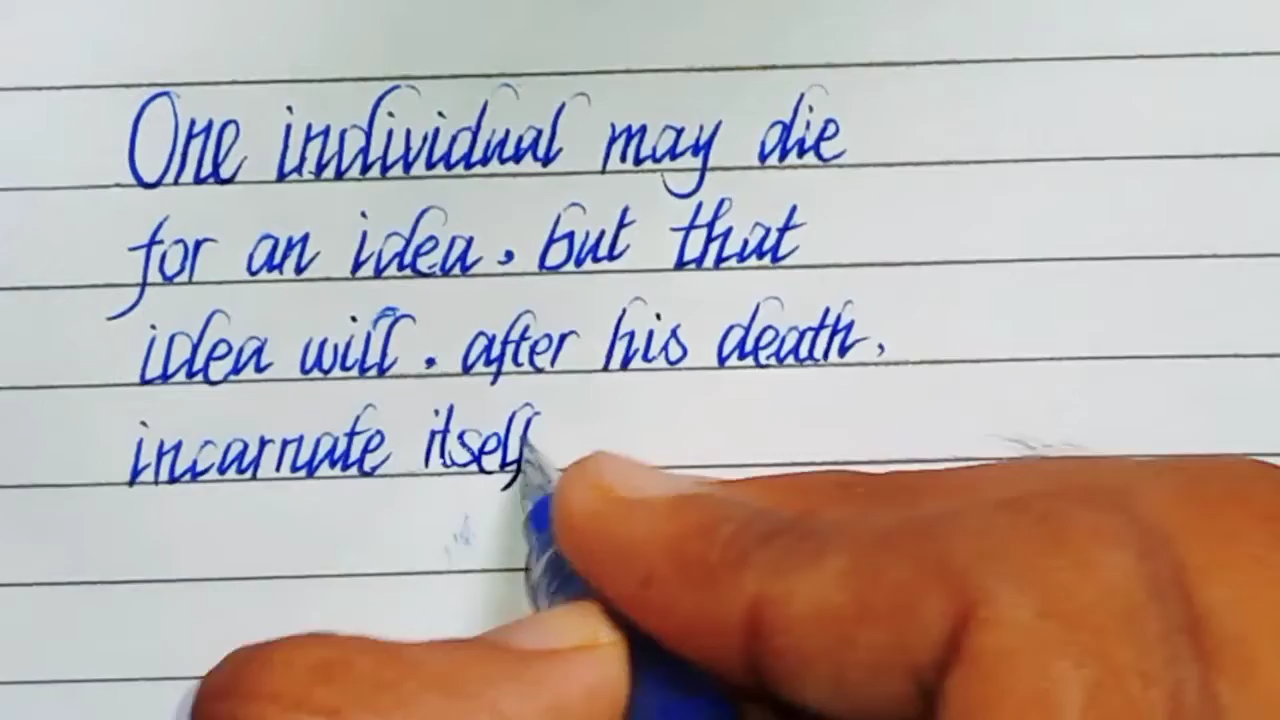 One individual may die
for an idea, but that
idea will, after his death,
incarnate itself